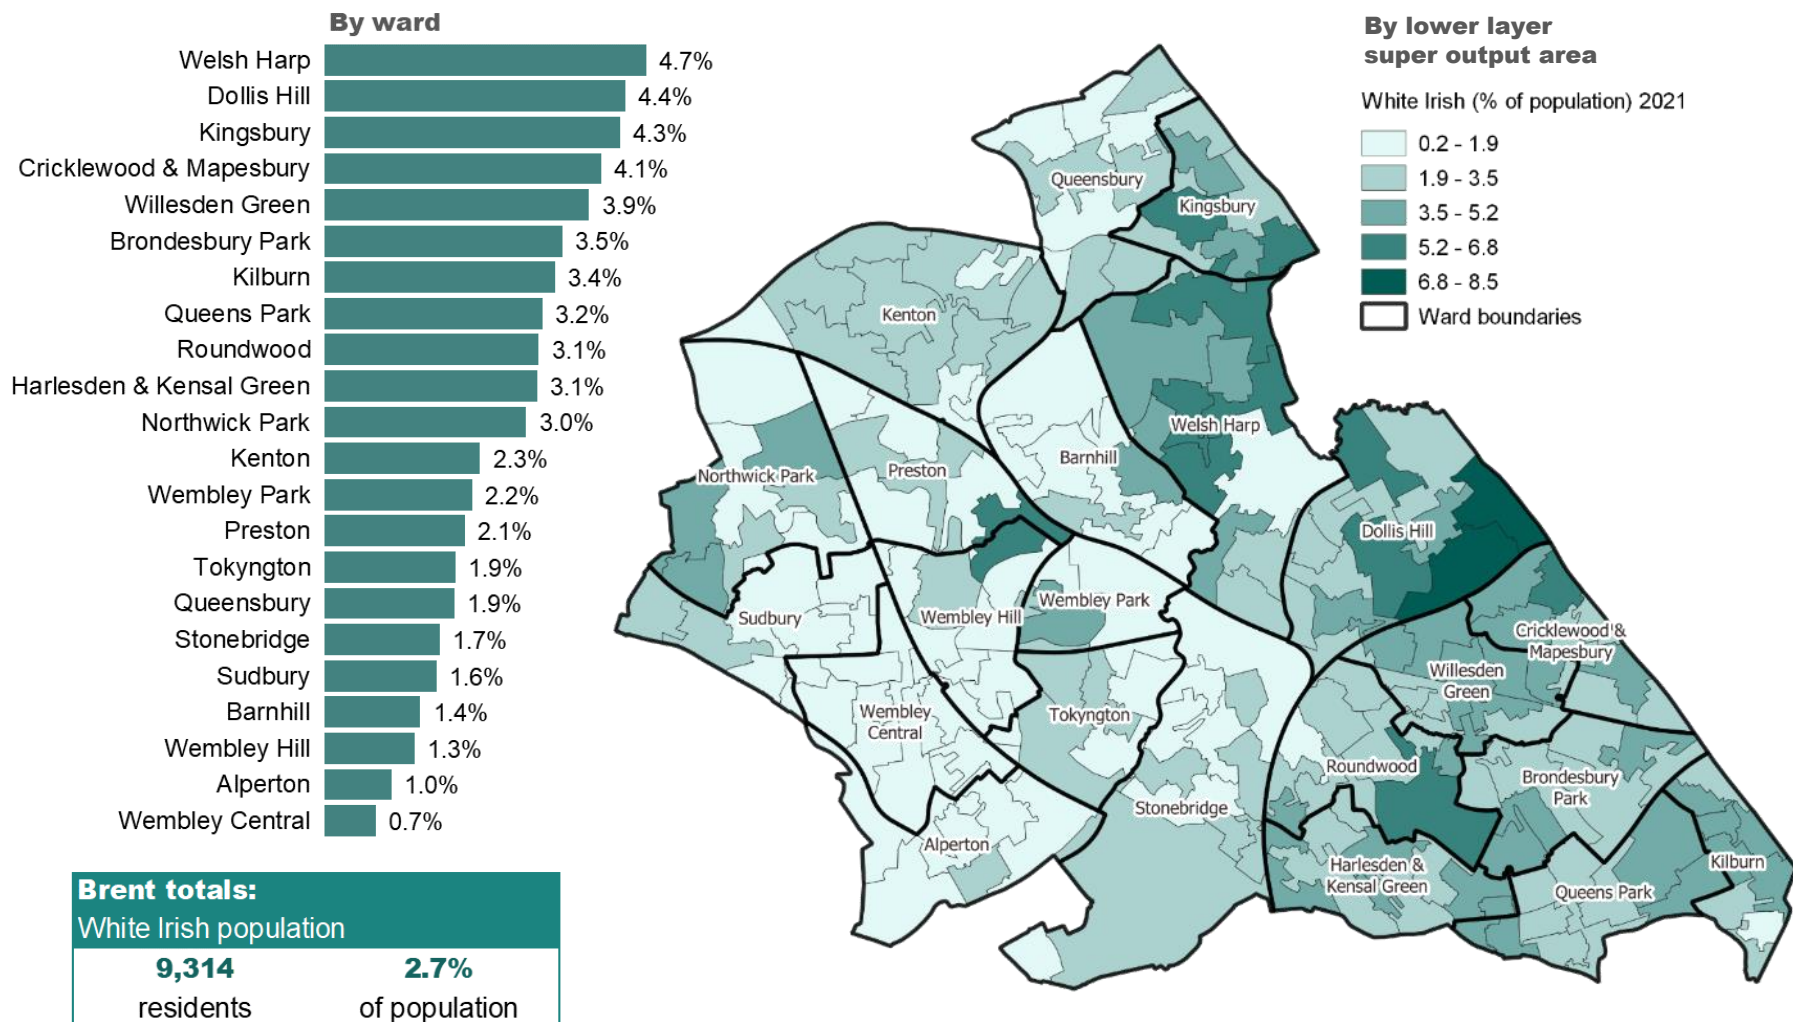 By ward
Welsh Harp 4.7%
Dollis Hill 4.4%
Kingsbury 4.3%
Cricklewood & Mapesbury 4.1%
Willesden Green 3.9%
Brondesbury Park 3.5%
Kilburn 3.4%
Queens Park 3.2%
Roundwood 3.1%
Harlesden & Kensal Green 3.1%
Northwick Park 3.0%
Kenton 2.3%
Wembley Park 2.2%
Preston 2.1%
Tokyngton 1.9%
Queensbury 1.9%
Stonebridge 1.7%
Sudbury 1.6%
Barnhill 1.4%
Wembley Hill 1.3%
Alperton 1.0%
Wembley Central 0.7%
Brent totals:
White Irish population
9,314 2.7%
residents of population
By lower layer
super output area
White Irish (% of population) 2021
0.2 - 1.9
1.9 - 3.5
3.5 - 5.2
5.2 - 6.8
6.8 - 8.5
Ward boundaries
Queensbury
Kingsbury
Kenton
Welsh Harp
Barnhill
Preston
Northwick Park
Dollis Hill
Wembley Park
Wembley Hill
Sudbury
Cricklewood &
Mapesbury
Willesden
Green
Tokyngton
Wembley
Central
Roundwood
Brondesbury
Park
Stonebridge
Alperton
Harlesden &
Kensal Green
Queens Park
Kilburn